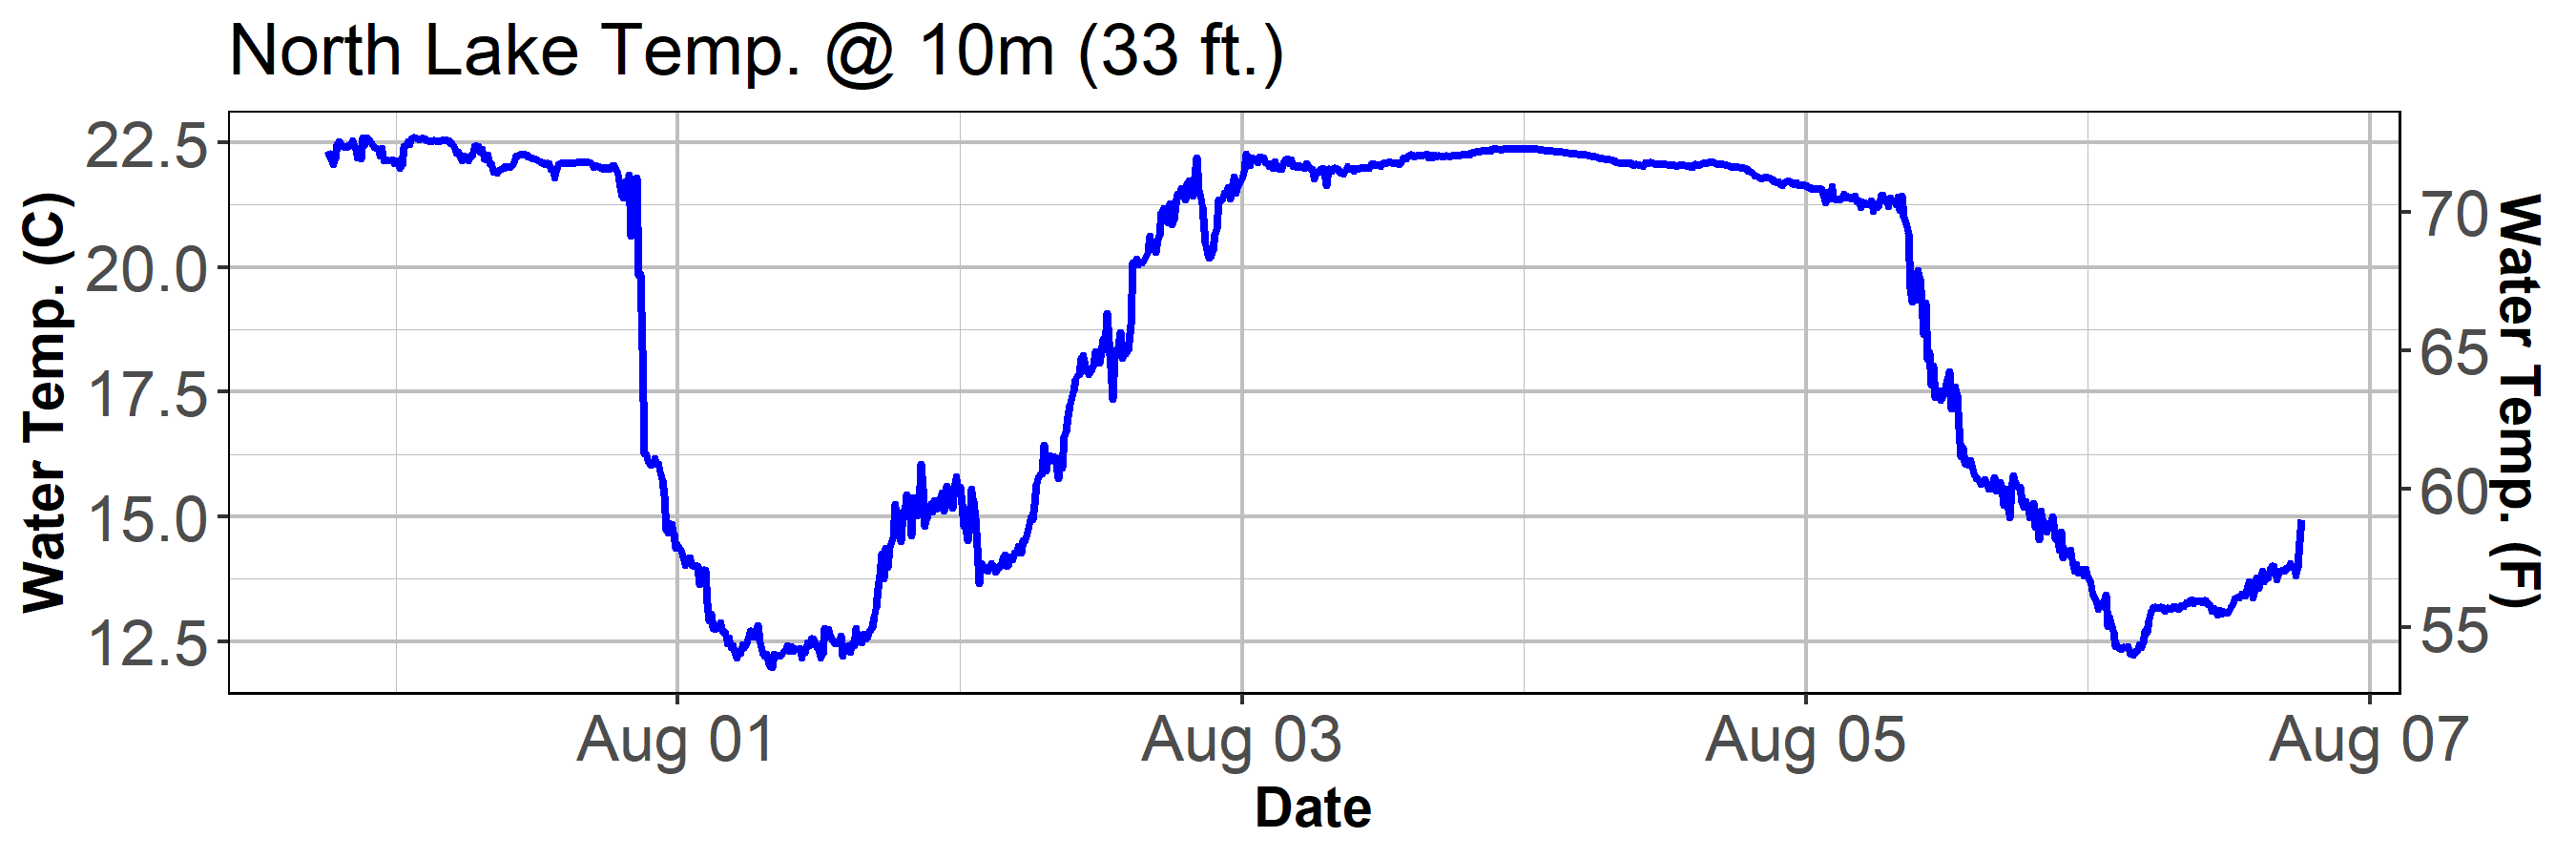 North Lake Temp. @ 10m (33 ft.)
Water Temp. (C)
22.5
20.0
17.5
15.0
12.5
70
65
60
55
Water Temp. (F)
Aug 01
Aug 03
Aug 05
Aug 07
Date